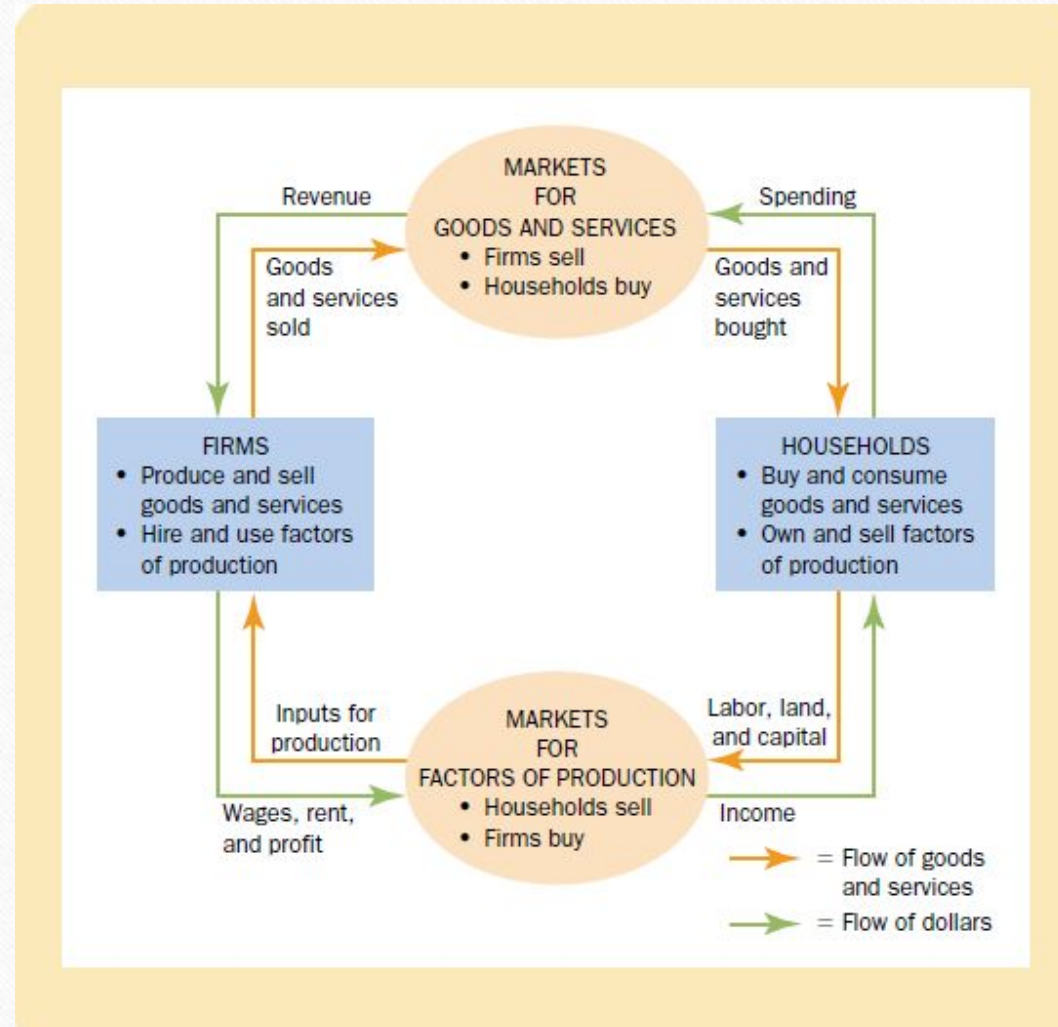 MARKETS
FOR
GOODS AND SERVICES
• Firms sell
• Households buy
Revenue
Spending
Goods
and services
sold
Goods and
services
bought
FIRMS
• Produce and sell
goods and services
• Hire and use factors
of production
HOUSEHOLDS
• Buy and consume
goods and services
• Own and sell factors
of production
Inputs for
production
Labor, land,
and capital
MARKETS
FOR
FACTORS OF PRODUCTION
• Households sell
• Firms buy
Wages, rent,
and profit
Income
= Flow of goods
and services
= Flow of dollars